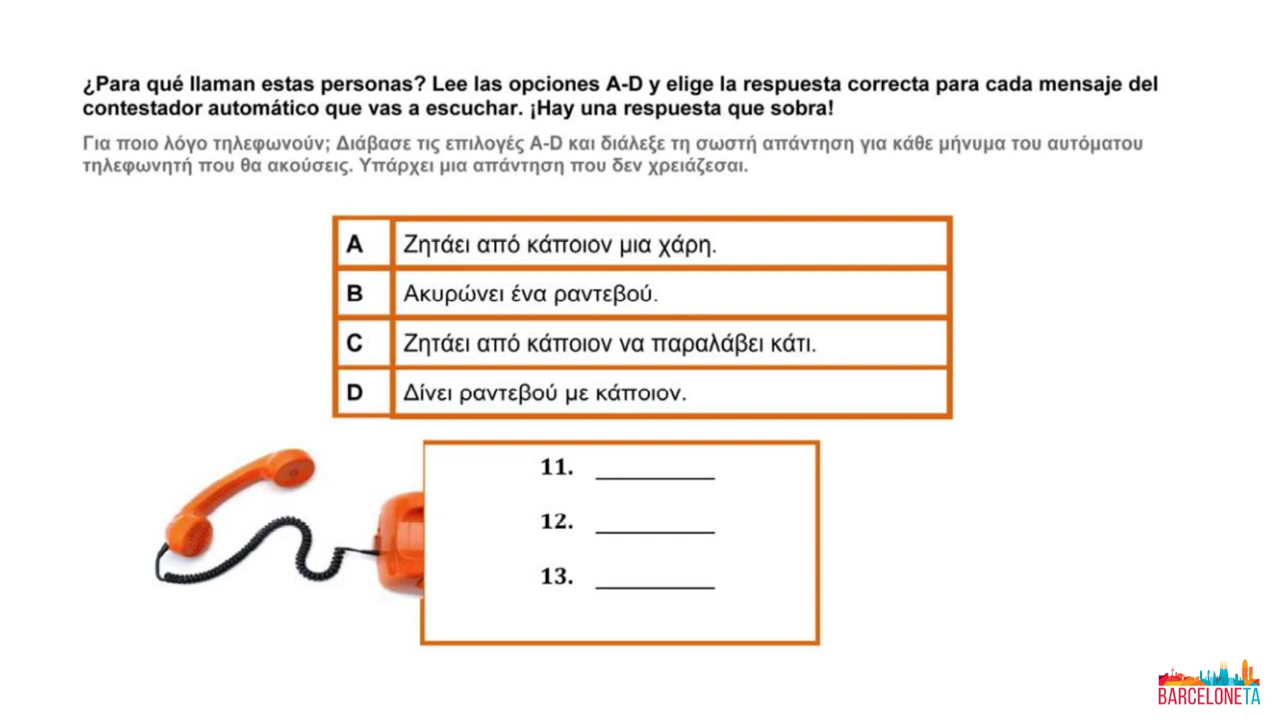 ¿Para qué llaman estas personas? Lee las opciones A-D y elige la respuesta correcta para cada mensaje del
contestador automático que vas a escuchar. ¡Hay una respuesta que sobra!
Για ποιο λόγο τηλεφωνούν; Διάβασε τις επιλογές A-D και διάλεξε τη σωστή απάντηση για κάθε μήνυμα του αυτόματου
τηλεφωνητή που θα ακούσεις. Υπάρχει μια απάντηση που δεν χρειάζεσαι.
A Ζητάει από κάποιον μια χάρη.
B Ακυρώνει ένα ραντεβού.
C Ζητάει από κάποιον να παραλάβει κάτι.
D Δίνει ραντεβού με κάποιον.
11. __________
12. __________
13. __________
BARCELONETA